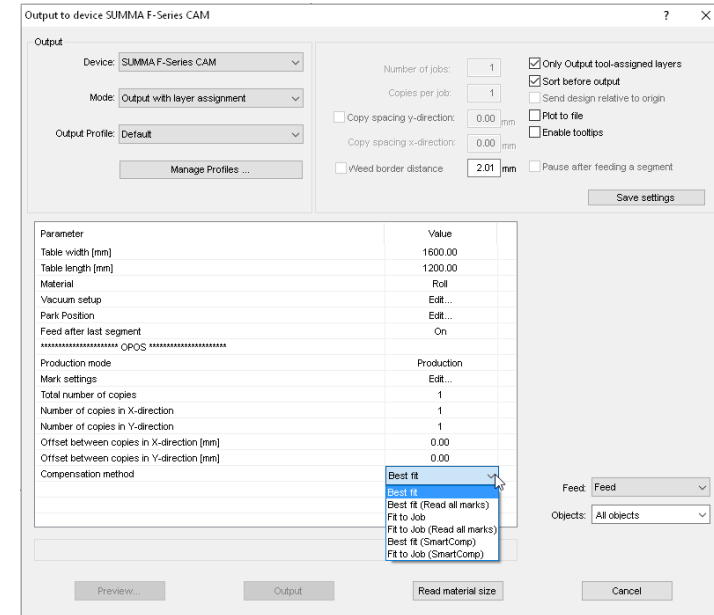 Output to device SUMMA F-Series CAM
? X
Output
Device: SUMMA F-Series CAM
Mode: Output with layer assignment
Output Profile: Default
Manage Profiles ...
Number of jobs: 1
Copies per job: 1
Copy spacing y-direction: 0.00 mm
Copy spacing x-direction: 0.00 mm
Weed border distance 2.01 mm
Only Output tool-assigned layers
Sort before output
Send design relative to origin
Plot to file
Enable tooltips
Pause after feeding a segment
Save settings
Parameter Value
Table width [mm] 1600.00
Table length [mm] 1200.00
Material Roll
Vacuum setup Edit...
Park Position Edit...
Feed after last segment On
********************** OPOS **********************
Production mode Production
Mark settings Edit...
Total number of copies 1
Number of copies in X-direction 1
Number of copies in Y-direction 1
Offset between copies in X-direction [mm] 0.00
Offset between copies in Y-direction [mm] 0.00
Compensation method Best fit
Best fit
Best fit (Read all marks)
Fit to Job
Fit to Job (Read all marks)
Best fit (SmartComp)
Fit to Job (SmartComp)
Feed: Feed
Objects: All objects
Preview...
Output
Read material size
Cancel